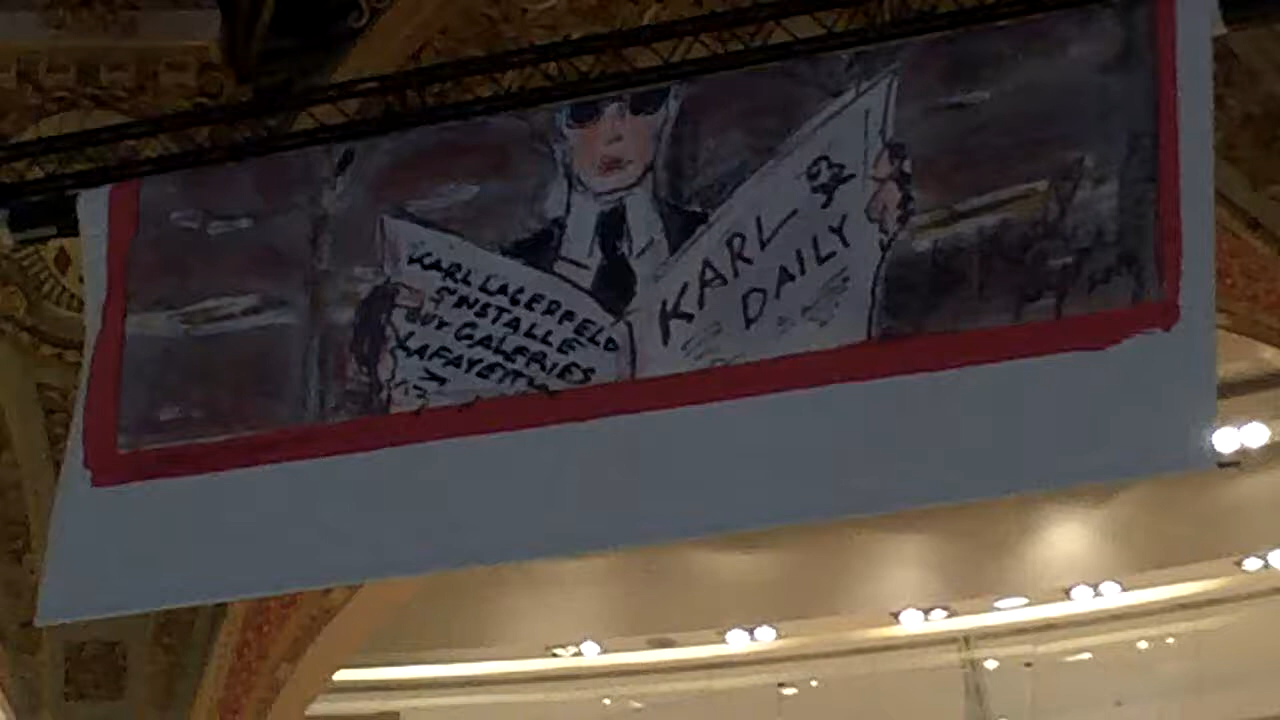 KARL LAGERFELD
S'INSTALLE
AUX GALERIES
LAFAYETTE
KARL
DAILY